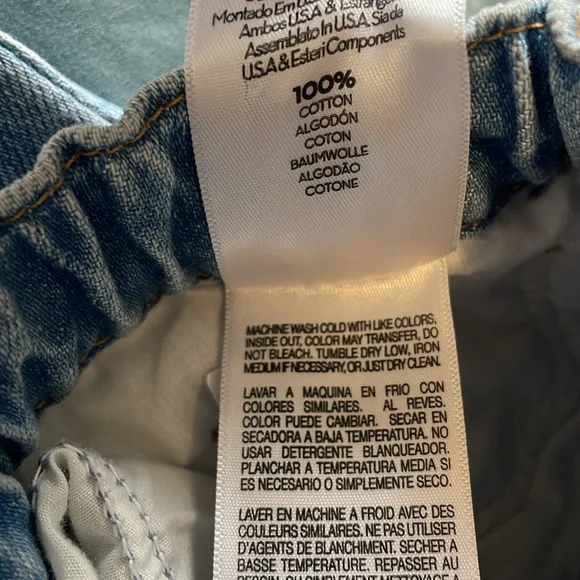 Montado Em
Ambos U.S.A &
Assemblato In U.S.A. Sia da
U.S.A & Esteri Components
100%
COTTON
ALGODÓN
COTON
BAUMWOLLE
ALGODÃO
COTONE
MACHINE WASH COLD WITH LIKE COLORS,
INSIDE OUT, COLOR MAY TRANSFER, DO
NOT BLEACH. TUMBLE DRY LOW, IRON
MEDIUM IF NECESSARY, OR JUST DRY CLEAN.
LAVAR A MAQUINA EN FRIO CON
COLORES SIMILARES. AL REVES.
COLOR PUEDE CAMBIAR. SECAR EN
SECADORA A BAJA TEMPERATURA. NO
USAR DETERGENTE BLANQUEADOR.
PLANCHAR A TEMPERATURA MEDIA SI
ES NECESARIO O SIMPLEMENTE SECO.
LAVER EN MACHINE A FROID AVEC DES
COULEURS SIMILAIRES. NE PAS UTILISER
D'AGENTS DE BLANCHIMENT. SECHER A
BASSE TEMPERATURE. REPASSER AU
BESOIN OU SIMPLEMENT NETTOYAGE